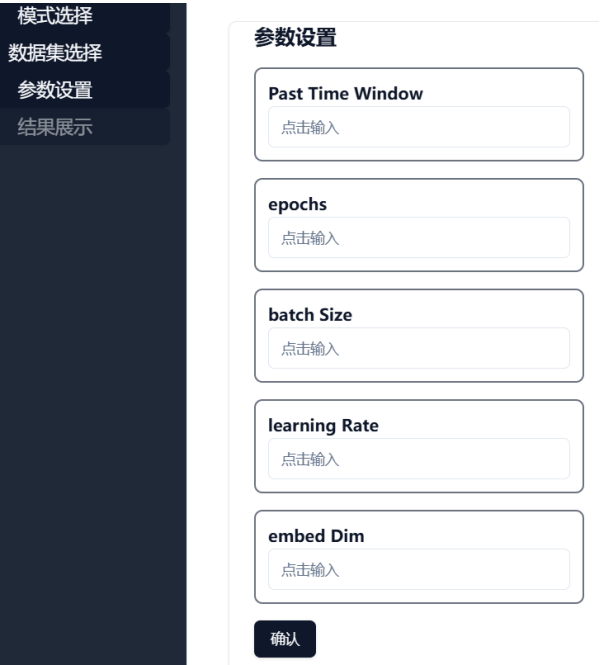 模式选择
数据集选择
参数设置
结果展示
参数设置
Past Time Window
点击输入
epochs
点击输入
batch Size
点击输入
learning Rate
点击输入
embed Dim
点击输入
确认